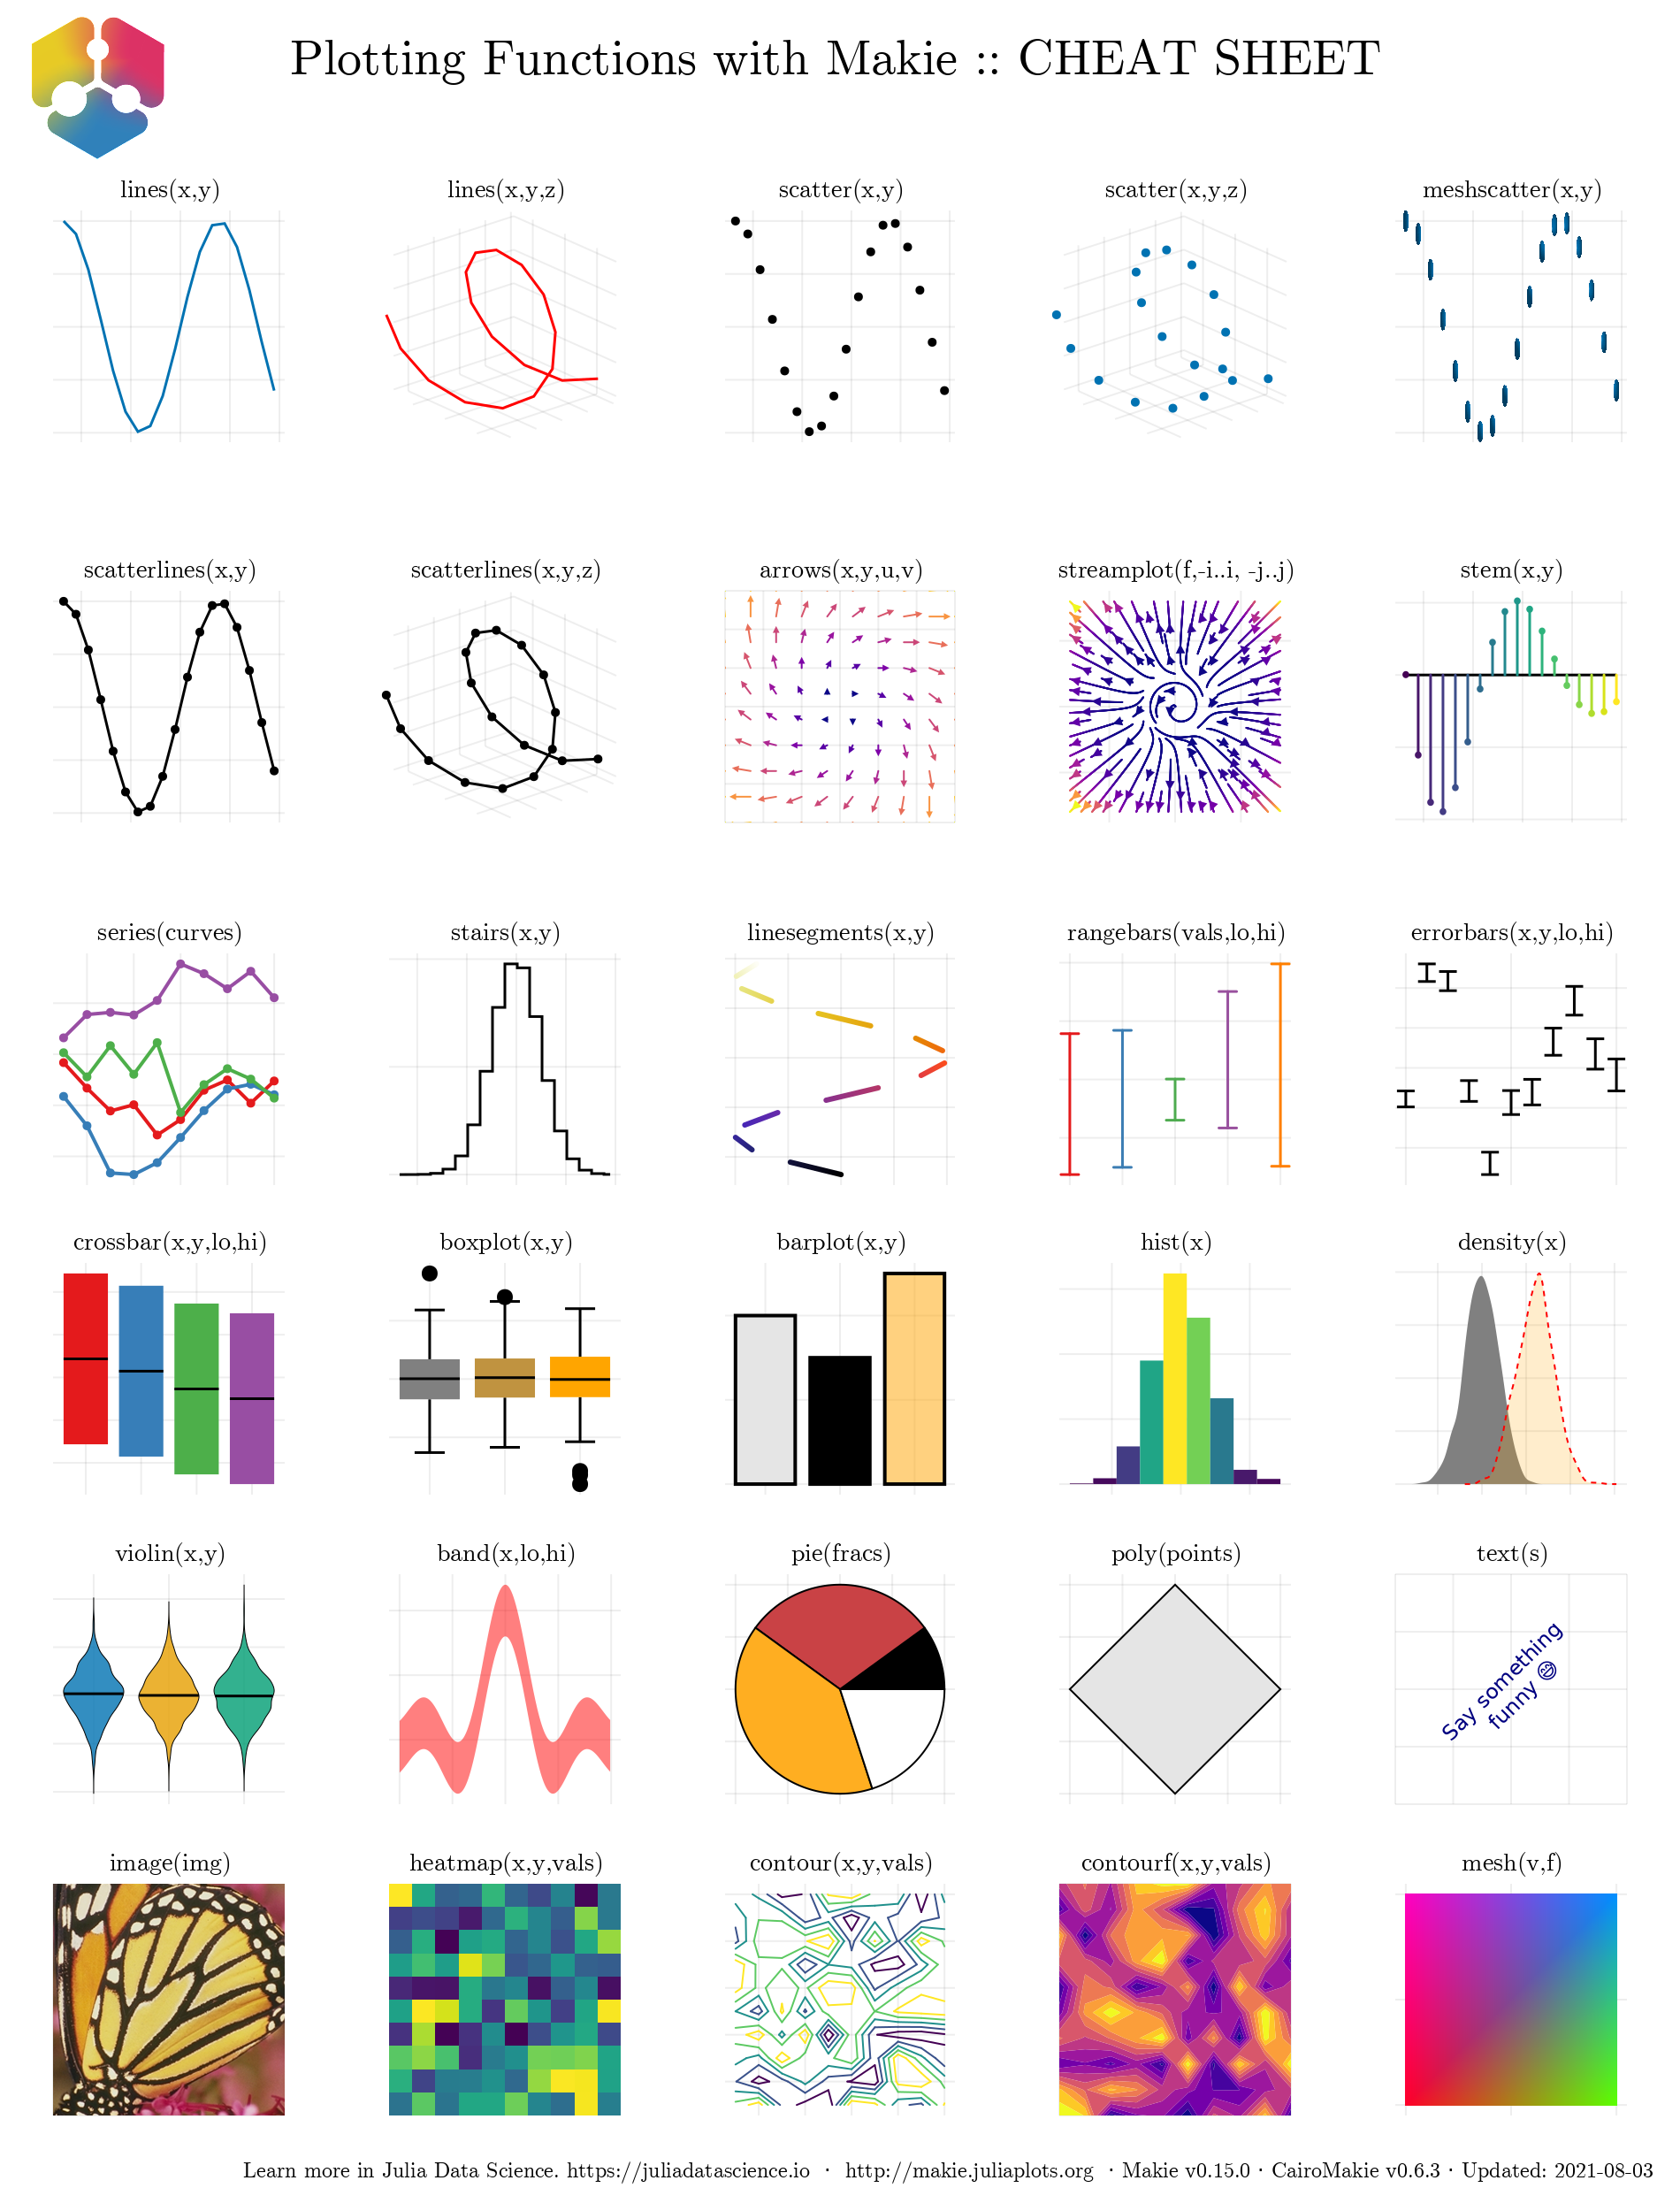 Plotting Functions with Makie :: CHEAT SHEET
lines(x,y)
lines(x,y,z)
scatter(x,y)
scatter(x,y,z)
meshscatter(x,y)
scatterlines(x,y)
scatterlines(x,y,z)
arrows(x,y,u,v)
streamplot(f,-i..i, -j..j)
stem(x,y)
series(curves)
stairs(x,y)
linesegments(x,y)
rangebars(vals,lo,hi)
errorbars(x,y,lo,hi)
crossbar(x,y,lo,hi)
boxplot(x,y)
barplot(x,y)
hist(x)
density(x)
violin(x,y)
band(x,lo,hi)
pie(fracs)
poly(points)
text(s)
Say something
funny 😄
image(img)
heatmap(x,y,vals)
contour(x,y,vals)
contourf(x,y,vals)
mesh(v,f)
Learn more in Julia Data Science. https://juliadatascience.io · http://makie.juliaplots.org · Makie v0.15.0 · CairoMakie v0.6.3 · Updated: 2021-08-03